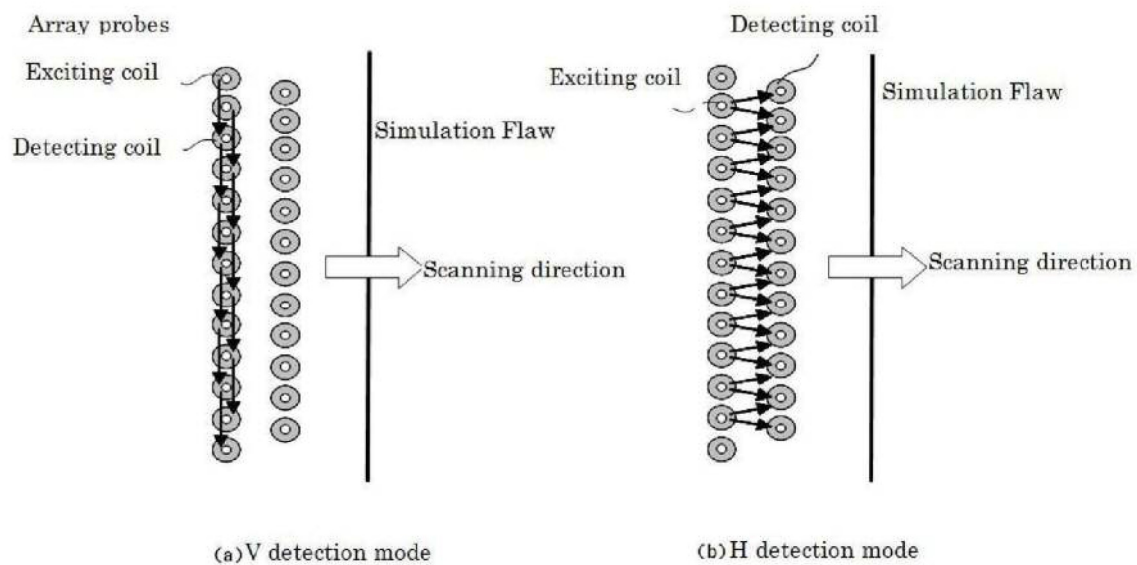 Array probes
Exciting coil
Detecting coil
Simulation Flaw
Scanning direction
(a)V detection mode
Detecting coil
Exciting coil
Simulation Flaw
Scanning direction
(b)H detection mode